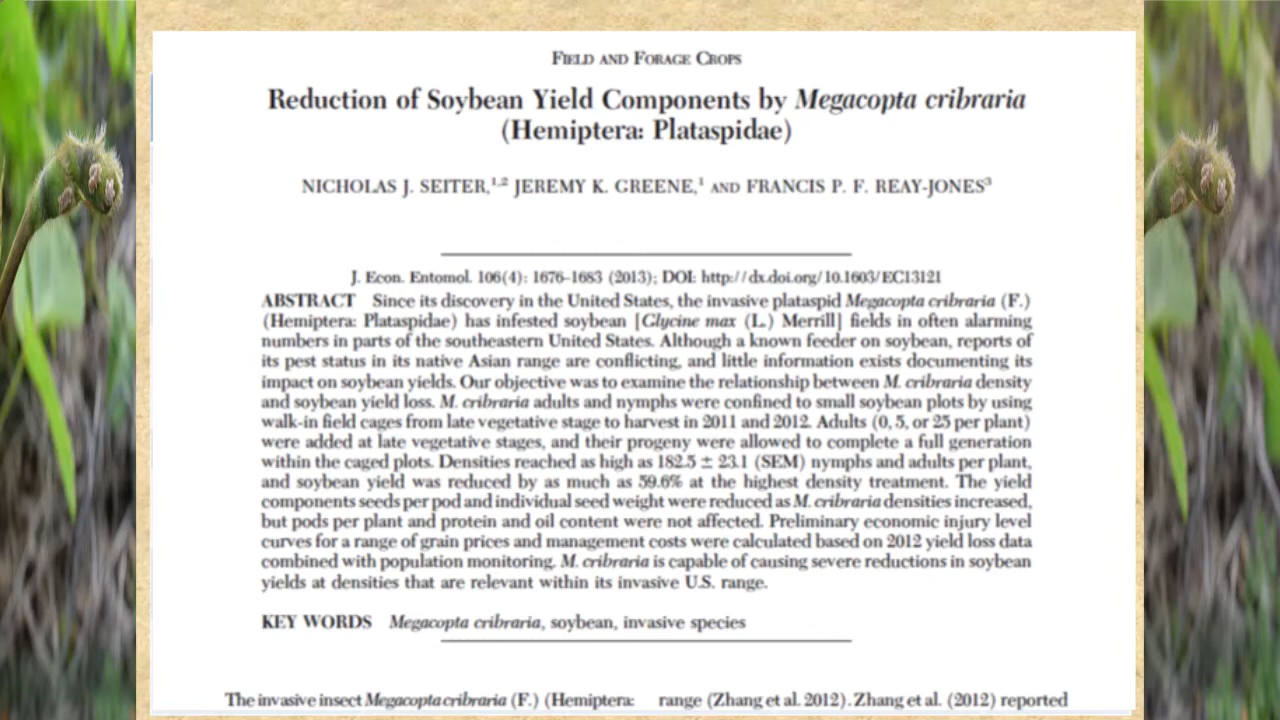 FIELD AND FORAGE CROPS
Reduction of Soybean Yield Components by Megacopta cribraria
(Hemiptera: Plataspidae)
NICHOLAS J. SEITER,1,2 JEREMY K. GREENE,1 AND FRANCIS P. F. REAY-JONES3
J. Econ. Entomol. 106(4): 1676–1683 (2013); DOI: http://dx.doi.org/10.1603/EC13121
ABSTRACT Since its discovery in the United States, the invasive plataspid Megacopta cribraria (F.)
(Hemiptera: Plataspidae) has infested soybean [Glycine max (L.) Merrill] fields in often alarming
numbers in parts of the southeastern United States. Although a known feeder on soybean, reports of
its pest status in its native Asian range are conflicting, and little information exists documenting its
impact on soybean yields. Our objective was to examine the relationship between M. cribraria density
and soybean yield loss. M. cribraria adults and nymphs were confined to small soybean plots by using
walk-in field cages from late vegetative stage to harvest in 2011 and 2012. Adults (0, 5, or 25 per plant)
were added at late vegetative stages, and their progeny were allowed to complete a full generation
within the caged plots. Densities reached as high as 182.5 ± 23.1 (SEM) nymphs and adults per plant,
and soybean yield was reduced by as much as 59.6% at the highest density treatment. The yield
components seeds per pod and individual seed weight were reduced as M. cribraria densities increased,
but pods per plant and protein and oil content were not affected. Preliminary economic injury level
curves for a range of grain prices and management costs were calculated based on 2012 yield loss data
combined with population monitoring. M. cribraria is capable of causing severe reductions in soybean
yields at densities that are relevant within its invasive U.S. range.
KEY WORDS Megacopta cribraria, soybean, invasive species
The invasive insect Megacopta cribraria (F.) (Hemiptera: range (Zhang et al. 2012). Zhang et al. (2012) reported